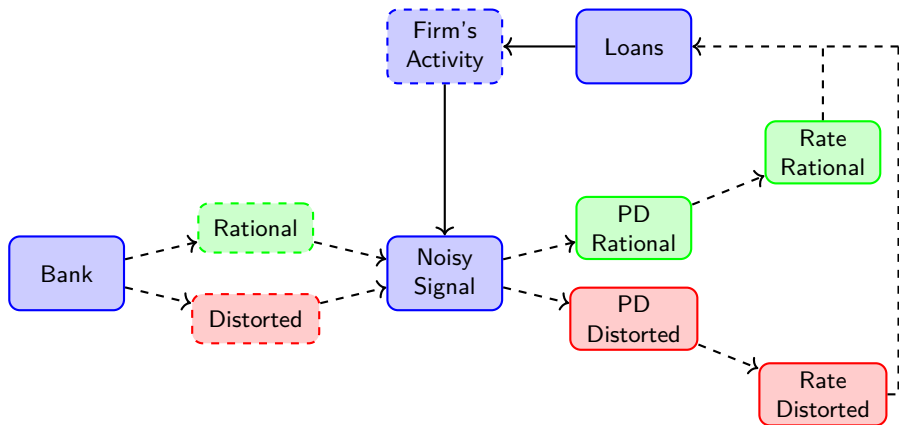 Firm's
Activity
Loans
Rate
Rational
Rational
PD
Rational
Bank
Noisy
Signal
Distorted
PD
Distorted
Rate
Distorted